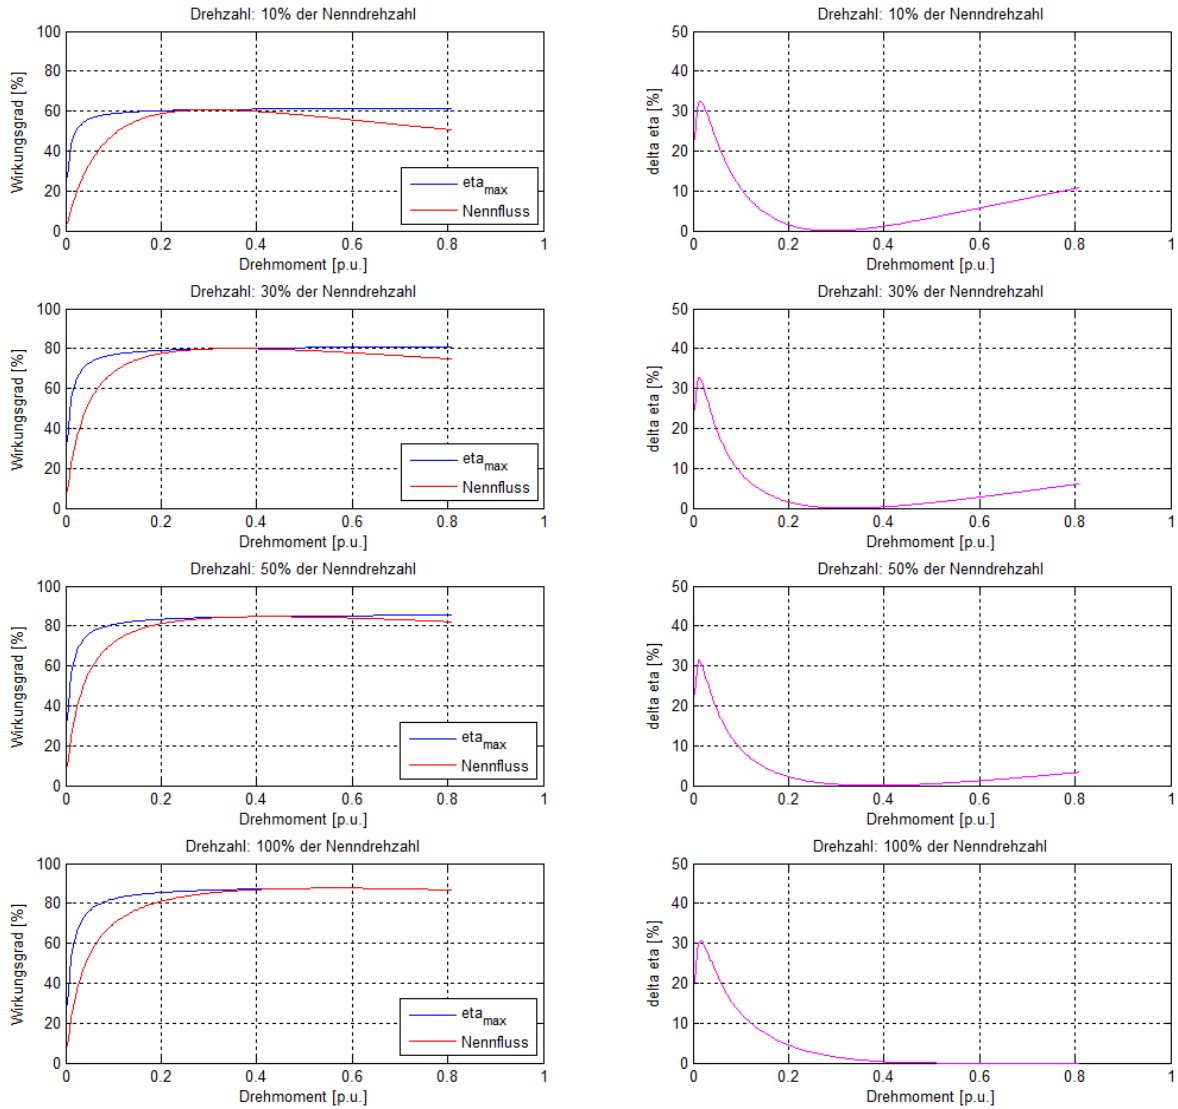 Drehzahl: 10% der Nenndrehzahl
Wirkungsgrad [%]
100
80
60
40
20
0
0 0.2 0.4 0.6 0.8 1
Drehmoment [p.u.]
eta_max
Nennfluss
Drehzahl: 10% der Nenndrehzahl
delta eta [%]
50
40
30
20
10
0
0 0.2 0.4 0.6 0.8 1
Drehmoment [p.u.]
Drehzahl: 30% der Nenndrehzahl
Wirkungsgrad [%]
100
80
60
40
20
0
0 0.2 0.4 0.6 0.8 1
Drehmoment [p.u.]
eta_max
Nennfluss
Drehzahl: 30% der Nenndrehzahl
delta eta [%]
50
40
30
20
10
0
0 0.2 0.4 0.6 0.8 1
Drehmoment [p.u.]
Drehzahl: 50% der Nenndrehzahl
Wirkungsgrad [%]
100
80
60
40
20
0
0 0.2 0.4 0.6 0.8 1
Drehmoment [p.u.]
eta_max
Nennfluss
Drehzahl: 50% der Nenndrehzahl
delta eta [%]
50
40
30
20
10
0
0 0.2 0.4 0.6 0.8 1
Drehmoment [p.u.]
Drehzahl: 100% der Nenndrehzahl
Wirkungsgrad [%]
100
80
60
40
20
0
0 0.2 0.4 0.6 0.8 1
Drehmoment [p.u.]
eta_max
Nennfluss
Drehzahl: 100% der Nenndrehzahl
delta eta [%]
50
40
30
20
10
0
0 0.2 0.4 0.6 0.8 1
Drehmoment [p.u.]